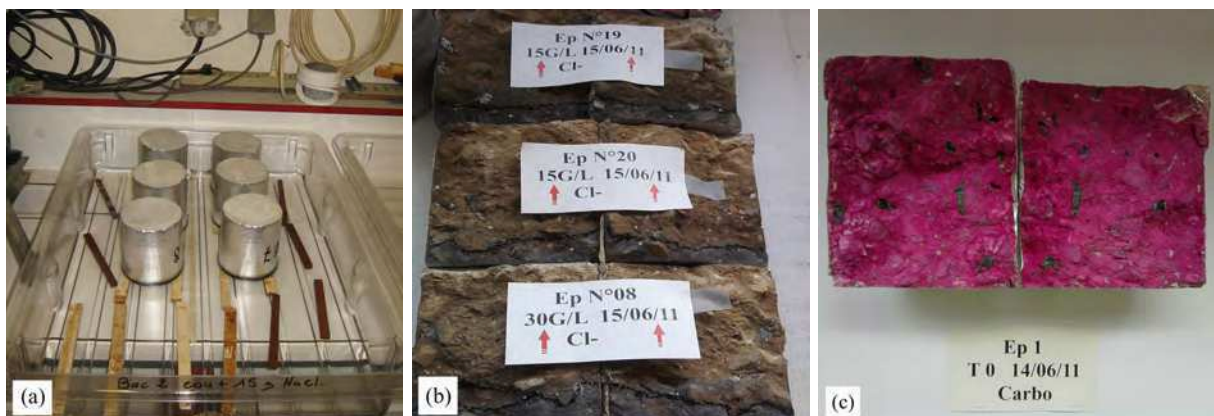 (a)
Bac 2 eau + 15 g NaCl
(b)
Ep N°19
15G/L 15/06/11
Cl-
Ep N°20
15G/L 15/06/11
Cl-
Ep N°08
30G/L 15/06/11
Cl-
(c)
Ep 1
T 0 14/06/11
Carbo